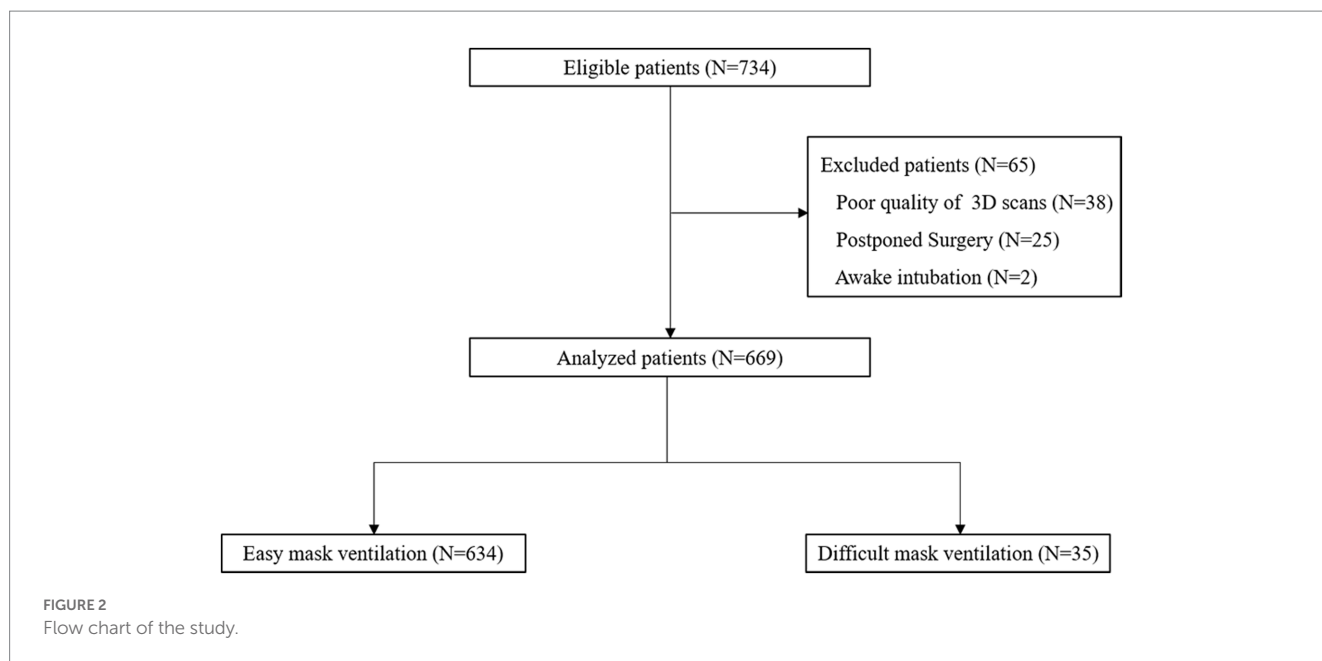 Eligible patients (N=734)
Excluded patients (N=65)
Poor quality of 3D scans (N=38)
Postponed Surgery (N=25)
Awake intubation (N=2)
Analyzed patients (N=669)
Easy mask ventilation (N=634)
Difficult mask ventilation (N=35)
FIGURE 2
Flow chart of the study.